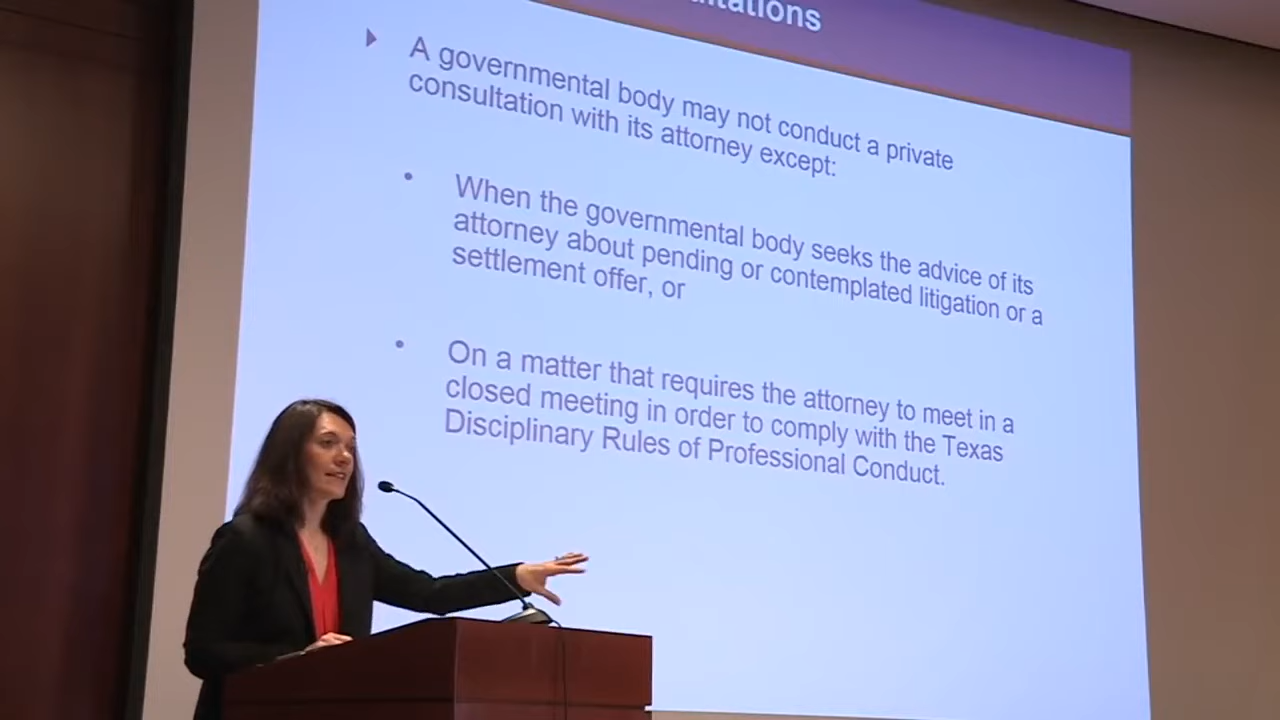 A governmental body may not conduct a private
consultation with its attorney except:
When the governmental body seeks the advice of its
attorney about pending or contemplated litigation or a
settlement offer, or
On a matter that requires the attorney to meet in a
closed meeting in order to comply with the Texas
Disciplinary Rules of Professional Conduct.